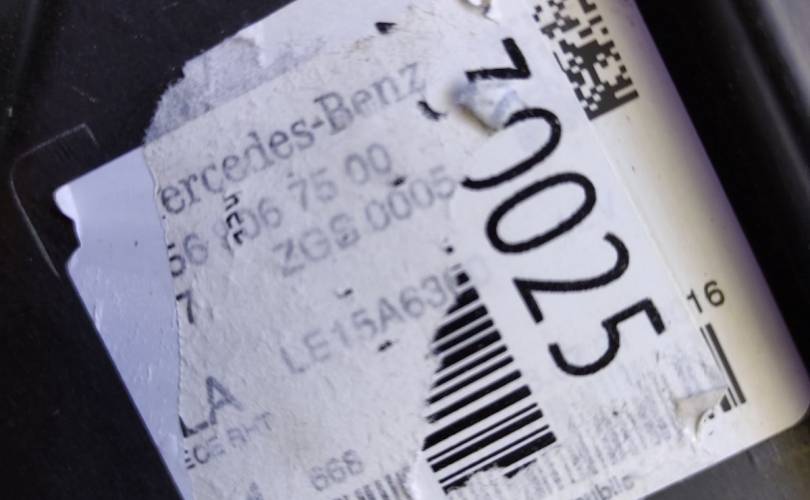 ercedes-Benz
56 906 75 00
ZGS 0005
7
LE15A636
LA
ECE RHT
668
70025
16